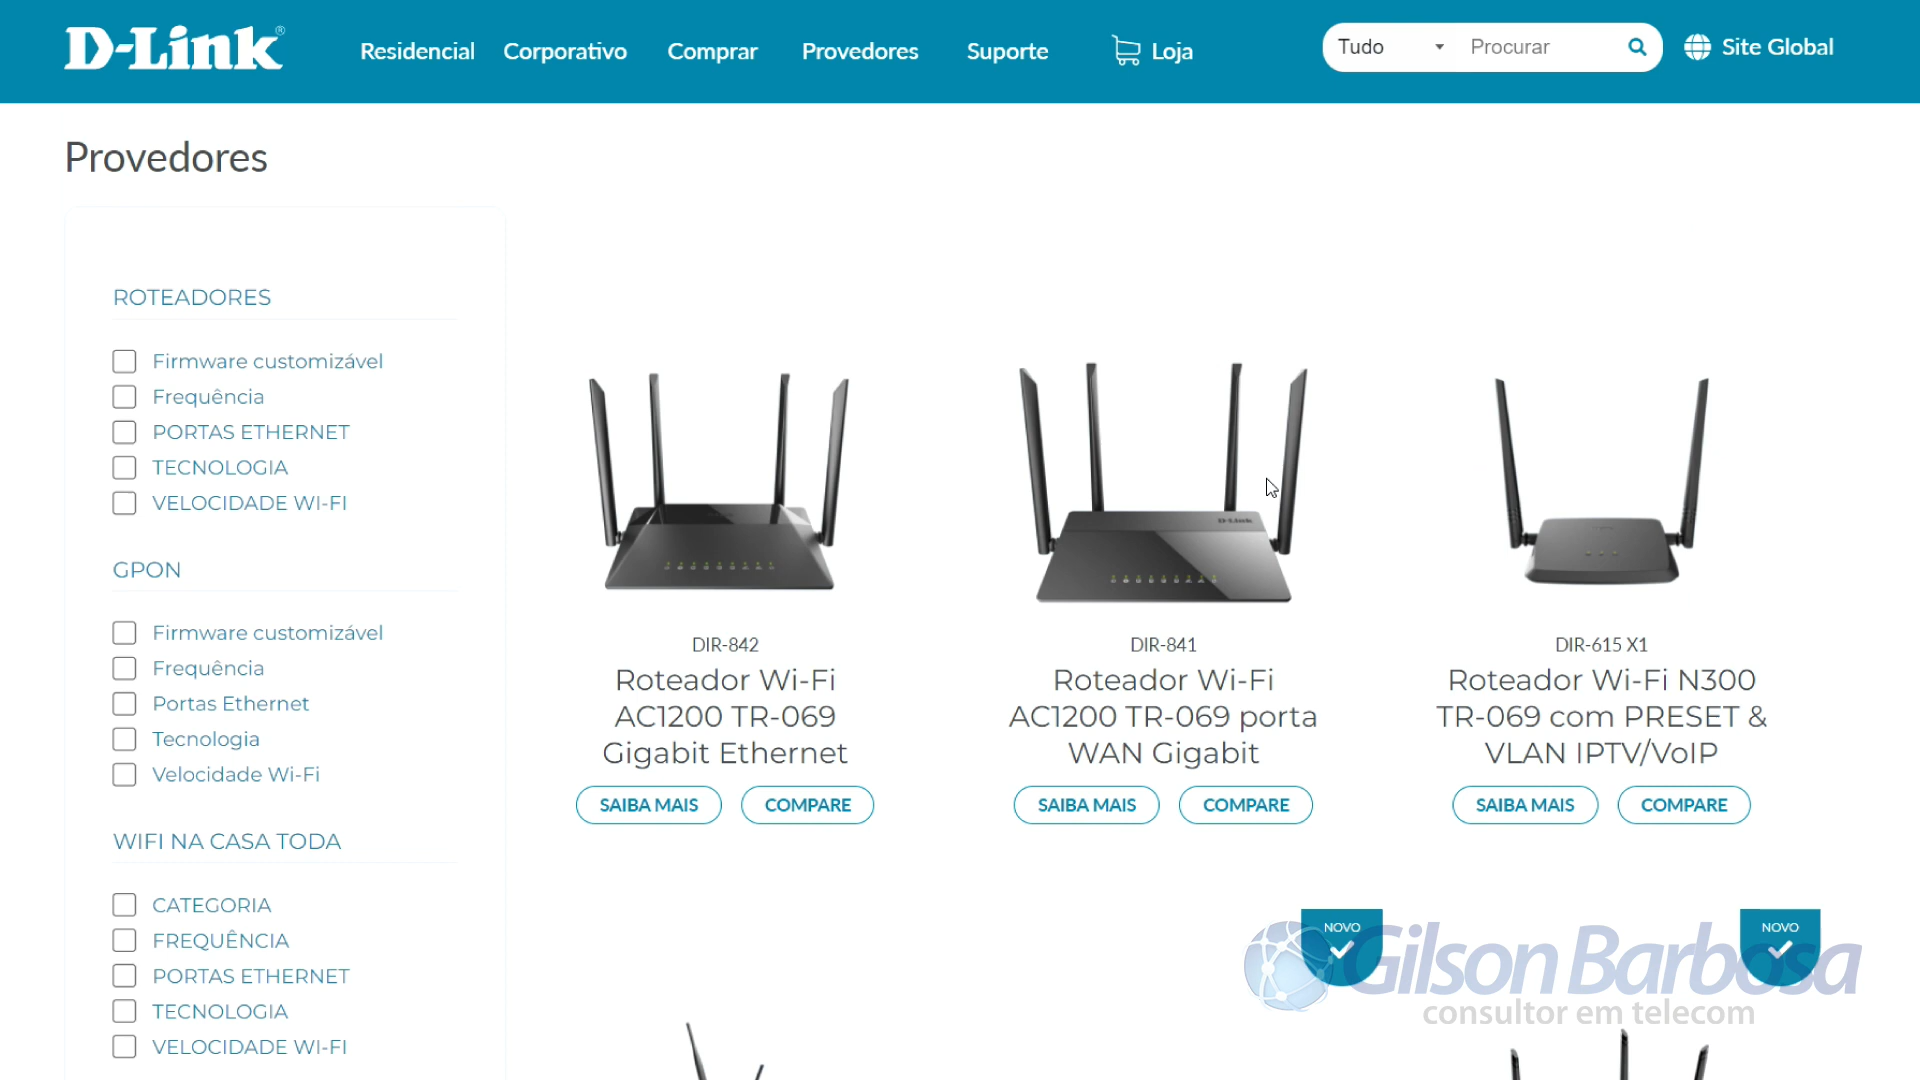 D-Link®
Residencial Corporativo Comprar Provedores Suporte Loja
Tudo Procurar
Site Global
Provedores
ROTEADORES
Firmware customizável
Frequência
PORTAS ETHERNET
TECNOLOGIA
VELOCIDADE WI-FI
GPON
Firmware customizável
Frequência
Portas Ethernet
Tecnologia
Velocidade Wi-Fi
WIFI NA CASA TODA
CATEGORIA
FREQUÊNCIA
PORTAS ETHERNET
TECNOLOGIA
VELOCIDADE WI-FI
DIR-842
Roteador Wi-Fi
AC1200 TR-069
Gigabit Ethernet
SAIBA MAIS COMPARE
D-Link
DIR-841
Roteador Wi-Fi
AC1200 TR-069 porta
WAN Gigabit
SAIBA MAIS COMPARE
DIR-615 X1
Roteador Wi-Fi N300
TR-069 com PRESET &
VLAN IPTV/VoIP
SAIBA MAIS COMPARE
NOVO
NOVO
Gilson Barbosa
consultor em telecom